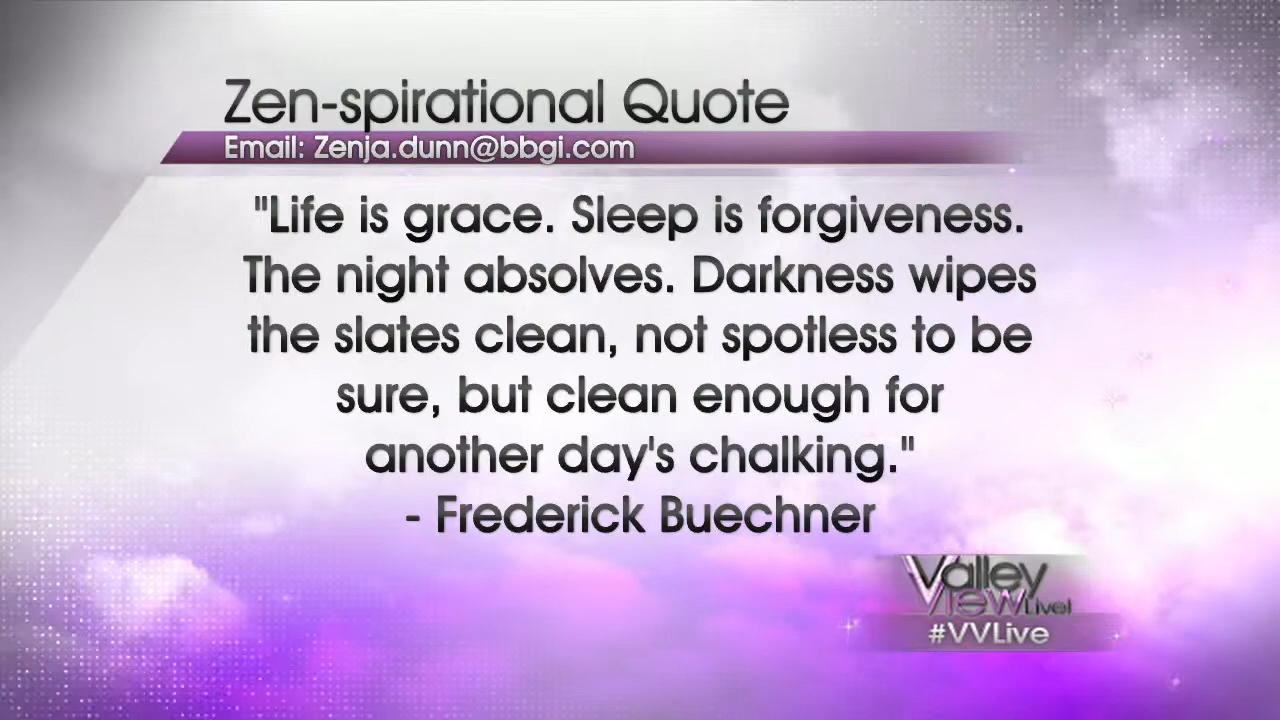 Zen-spirational Quote
Email: Zenja.dunn@bbgi.com
"Life is grace. Sleep is forgiveness.
The night absolves. Darkness wipes
the slates clean, not spotless to be
sure, but clean enough for
another day's chalking."
- Frederick Buechner
Valley
View Live!
#VVLive